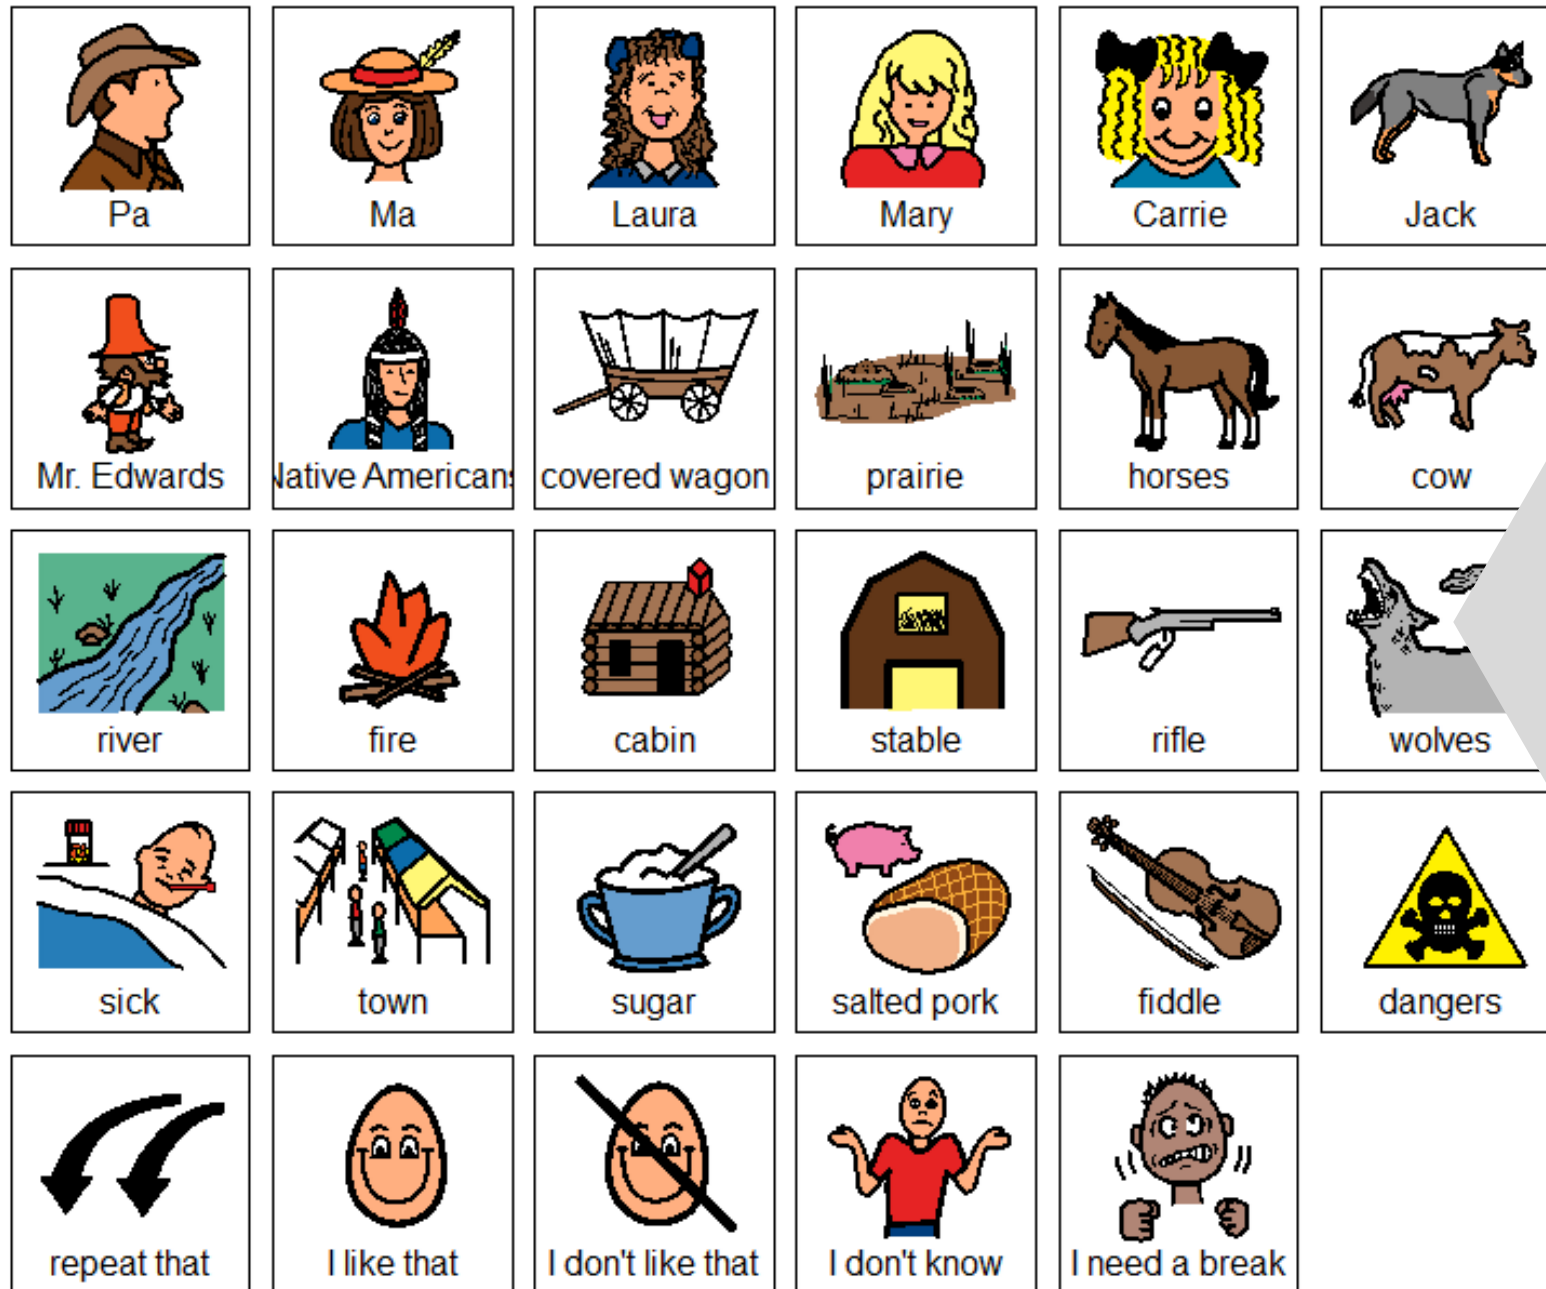 Pa Ma Laura Mary Carrie Jack
Mr. Edwards Native Americans covered wagon prairie horses cow
river fire cabin stable rifle wolves
sick town sugar salted pork fiddle dangers
repeat that I like that I don't like that I don't know I need a break